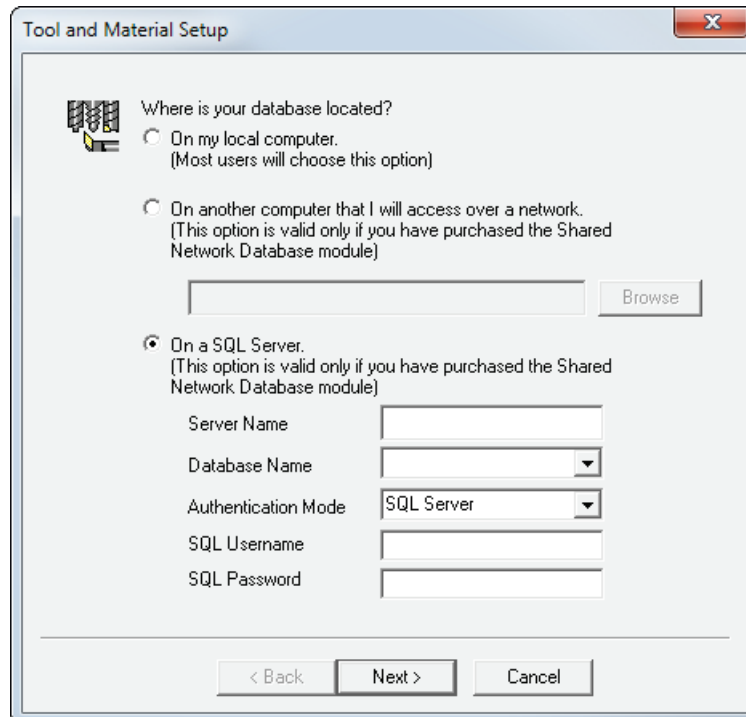 Tool and Material Setup
Where is your database located?
On my local computer.
(Most users will choose this option)
On another computer that I will access over a network.
(This option is valid only if you have purchased the Shared
Network Database module)
Browse
On a SQL Server.
(This option is valid only if you have purchased the Shared
Network Database module)
Server Name
Database Name
Authentication Mode SQL Server
SQL Username
SQL Password
< Back Next > Cancel